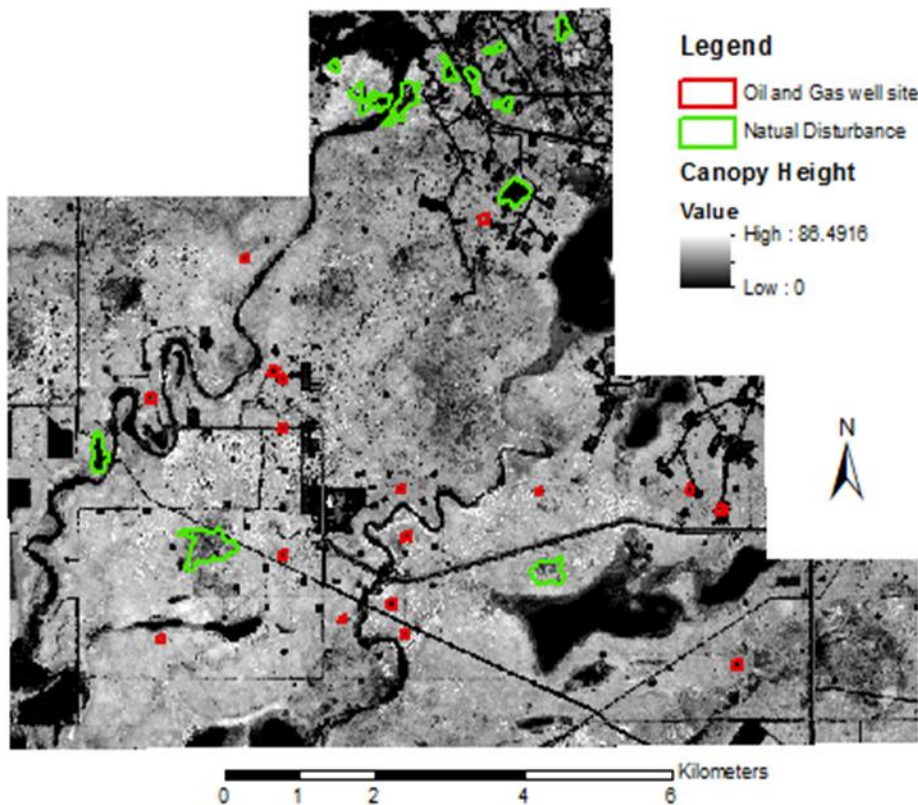 Legend
Oil and Gas well site
Natual Disturbance
Canopy Height
Value
High : 86.4916
Low : 0
N
Kilometers
0 1 2 4 6